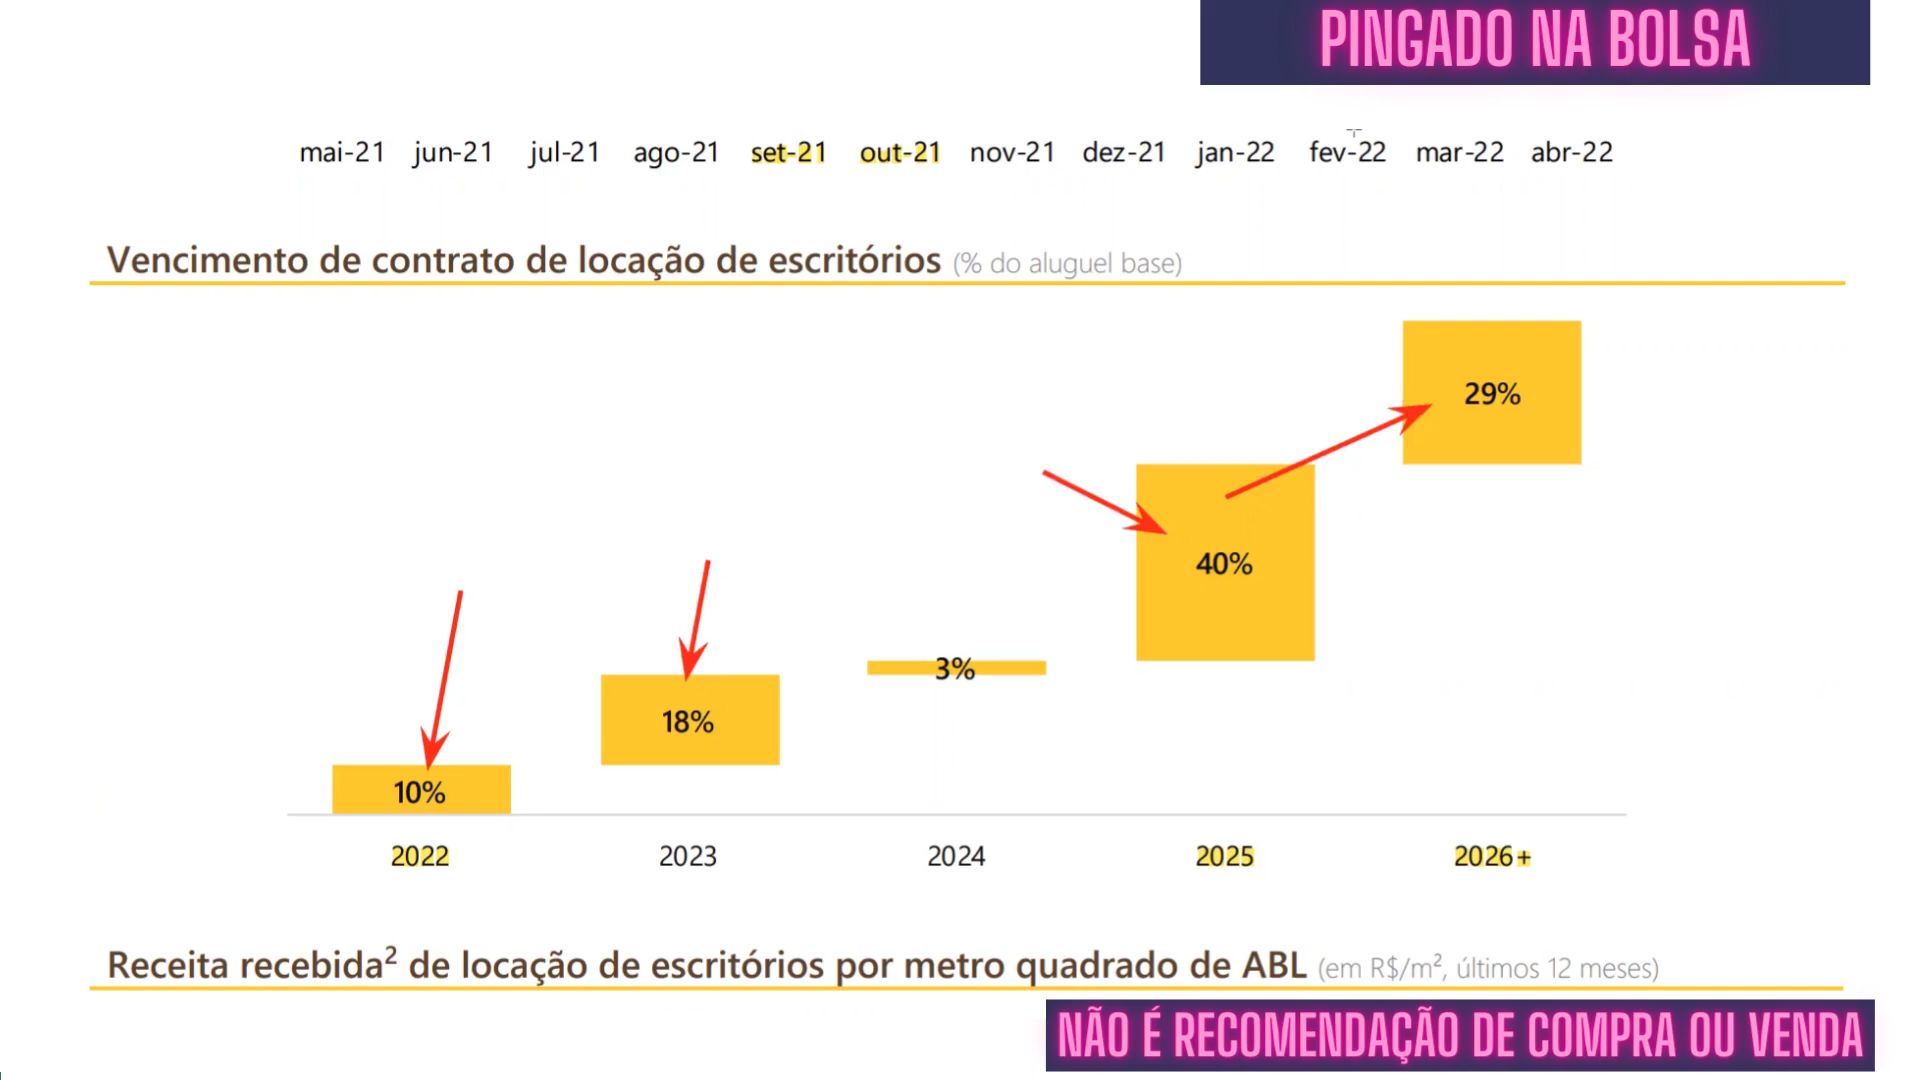 PINGADO NA BOLSA
mai-21 jun-21 jul-21 ago-21 set-21 out-21 nov-21 dez-21 jan-22 fev-22 mar-22 abr-22
Vencimento de contrato de locação de escritórios (% do aluguel base)
29%
40%
3%
18%
10%
2022 2023 2024 2025 2026+
Receita recebida² de locação de escritórios por metro quadrado de ABL (em R$/m², últimos 12 meses)
NÃO É RECOMENDAÇÃO DE COMPRA OU VENDA